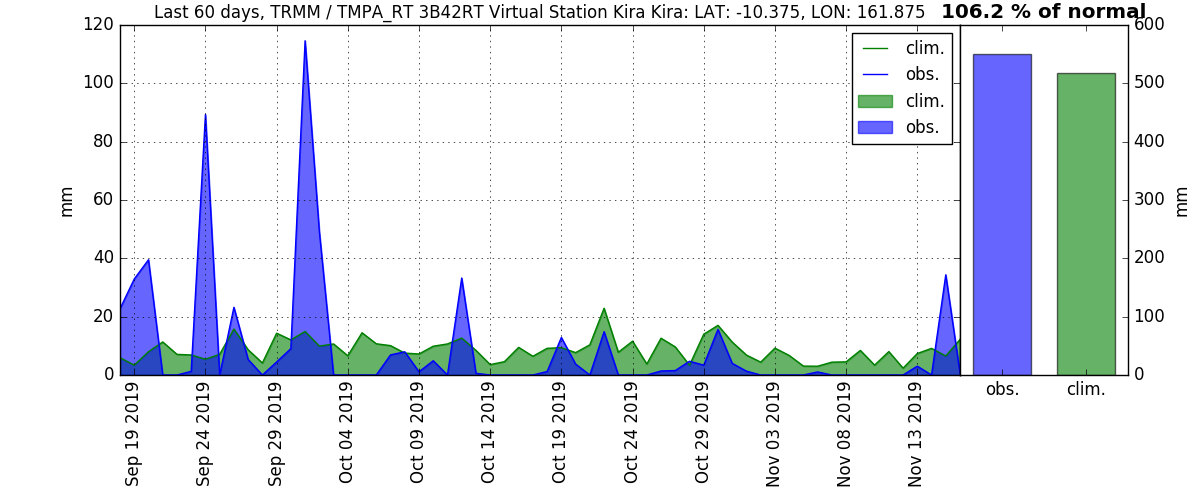 Last 60 days, TRMM / TMPA_RT 3B42RT Virtual Station Kira Kira: LAT: -10.375, LON: 161.875
106.2 % of normal
120
100
80
60
40
20
0
mm
clim.
obs.
clim.
obs.
600
500
400
300
200
100
0
mm
obs.
clim.
Sep 19 2019
Sep 24 2019
Sep 29 2019
Oct 04 2019
Oct 09 2019
Oct 14 2019
Oct 19 2019
Oct 24 2019
Oct 29 2019
Nov 03 2019
Nov 08 2019
Nov 13 2019